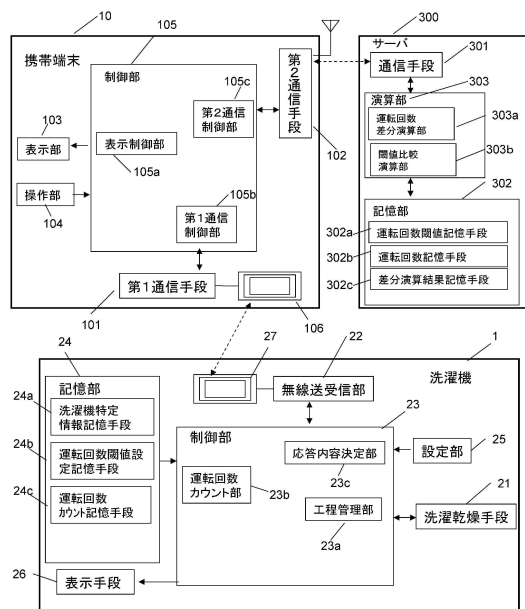 10
携帯端末
105
制御部
105c
第2通信
制御部
103
表示部
表示制御部
105a
操作部
104
105b
第1通信
制御部
第2通信手段
102
第1通信手段
101
106
300
サーバ
通信手段
301
演算部
303
運転回数
差分演算部
303a
閾値比較
演算部
303b
302
記憶部
302a
運転回数閾値記憶手段
302b
運転回数記憶手段
302c
差分演算結果記憶手段
1
洗濯機
27
22
無線送受信部
24
記憶部
24a
洗濯機特定
情報記憶手段
24b
運転回数閾値設
定記憶手段
24c
運転回数
カウント記憶手段
23
制御部
応答内容決定部
23c
運転回数
カウント部
23b
工程管理部
23a
25
設定部
21
洗濯乾燥手段
26
表示手段